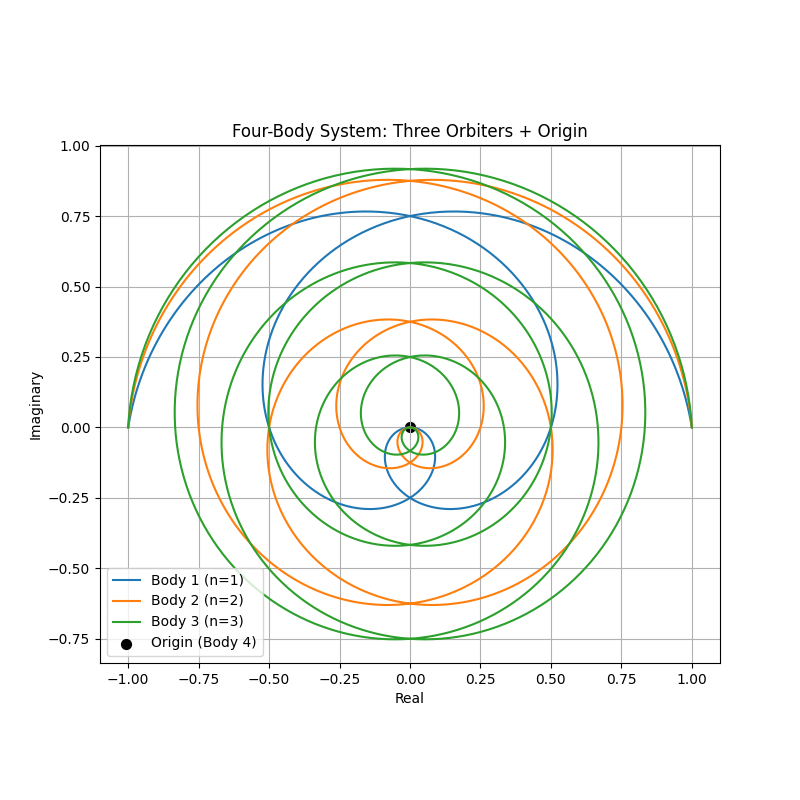 Four-Body System: Three Orbiters + Origin
1.00
0.75
0.50
0.25
0.00
−0.25
−0.50
−0.75
Imaginary
Body 1 (n=1)
Body 2 (n=2)
Body 3 (n=3)
Origin (Body 4)
−1.00 −0.75 −0.50 −0.25 0.00 0.25 0.50 0.75 1.00
Real